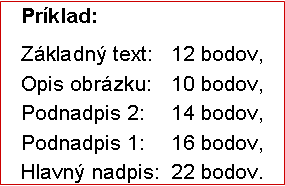 Príklad:
Základný text: 12 bodov,
Opis obrázku: 10 bodov,
Podnadpis 2: 14 bodov,
Podnadpis 1: 16 bodov,
Hlavný nadpis: 22 bodov.